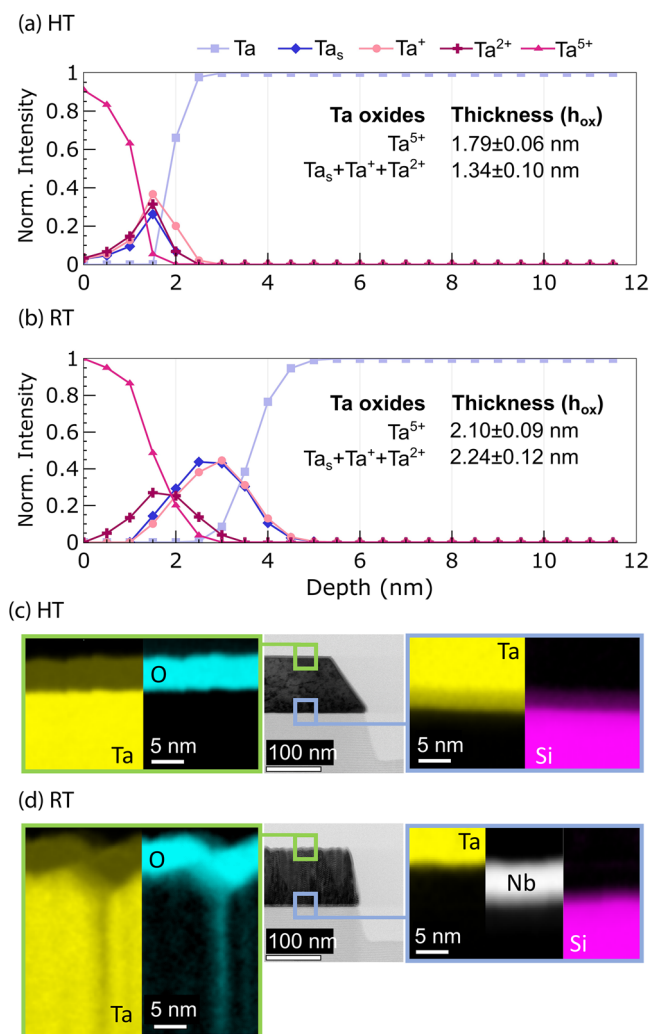 (a) HT
Ta Taₛ Ta⁺ Ta²⁺ Ta⁵⁺
Norm. Intensity
1
0.8
0.6
0.4
0.2
0
Ta oxides Thickness (hₒₓ)
Ta⁵⁺ 1.79±0.06 nm
Taₛ+Ta⁺+Ta²⁺ 1.34±0.10 nm
0 2 4 6 8 10 12
(b) RT
Norm. Intensity
1
0.8
0.6
0.4
0.2
0
Ta oxides Thickness (hₒₓ)
Ta⁵⁺ 2.10±0.09 nm
Taₛ+Ta⁺+Ta²⁺ 2.24±0.12 nm
0 2 4 6 8 10 12
Depth (nm)
(c) HT
O
Ta
5 nm
100 nm
Ta
5 nm
Si
(d) RT
O
Ta
5 nm
100 nm
Ta
Nb
5 nm
Si